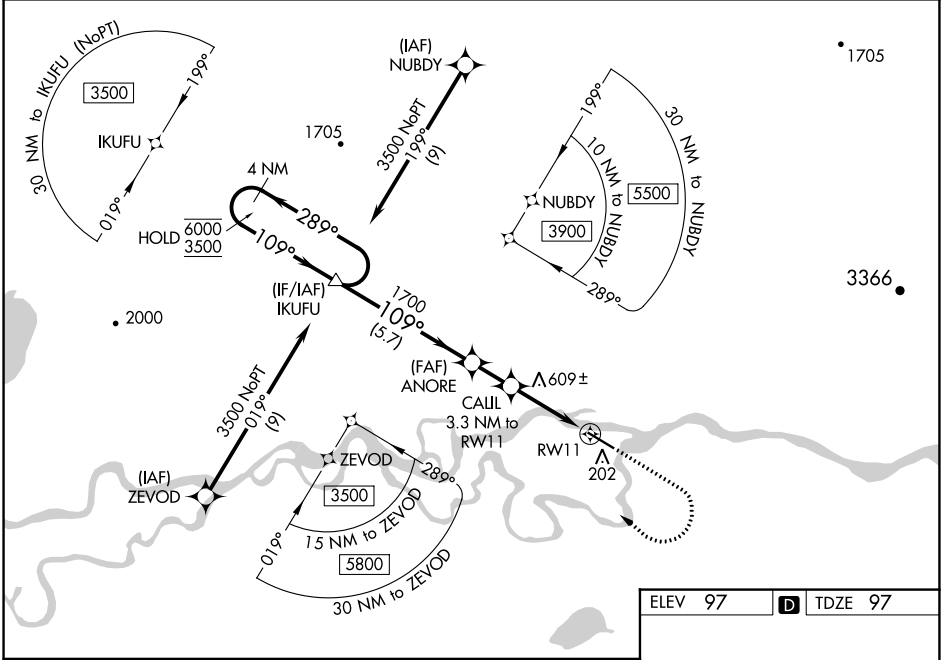 30 NM to IKUFU (NoPT)
3500
199°
IKUFU
019°
(IAF)
NUBDY
3500 NoPT
199°
(9)
1705
1705
4 NM
289°
HOLD
6000
3500
109°
(IF/IAF)
IKUFU
199°
10 NM to NUBDY
30 NM to NUBDY
5500
NUBDY
3900
289°
3366
2000
1700
109°
(5.7)
(FAF)
ANORE
CALIL
3.3 NM to
RW11
609±
RW11
202
3500 NoPT
019°
(9)
(IAF)
ZEVOD
ZEVOD
289°
3500
019°
15 NM to ZEVOD
5800
30 NM to ZEVOD
ELEV 97 D TDZE 97